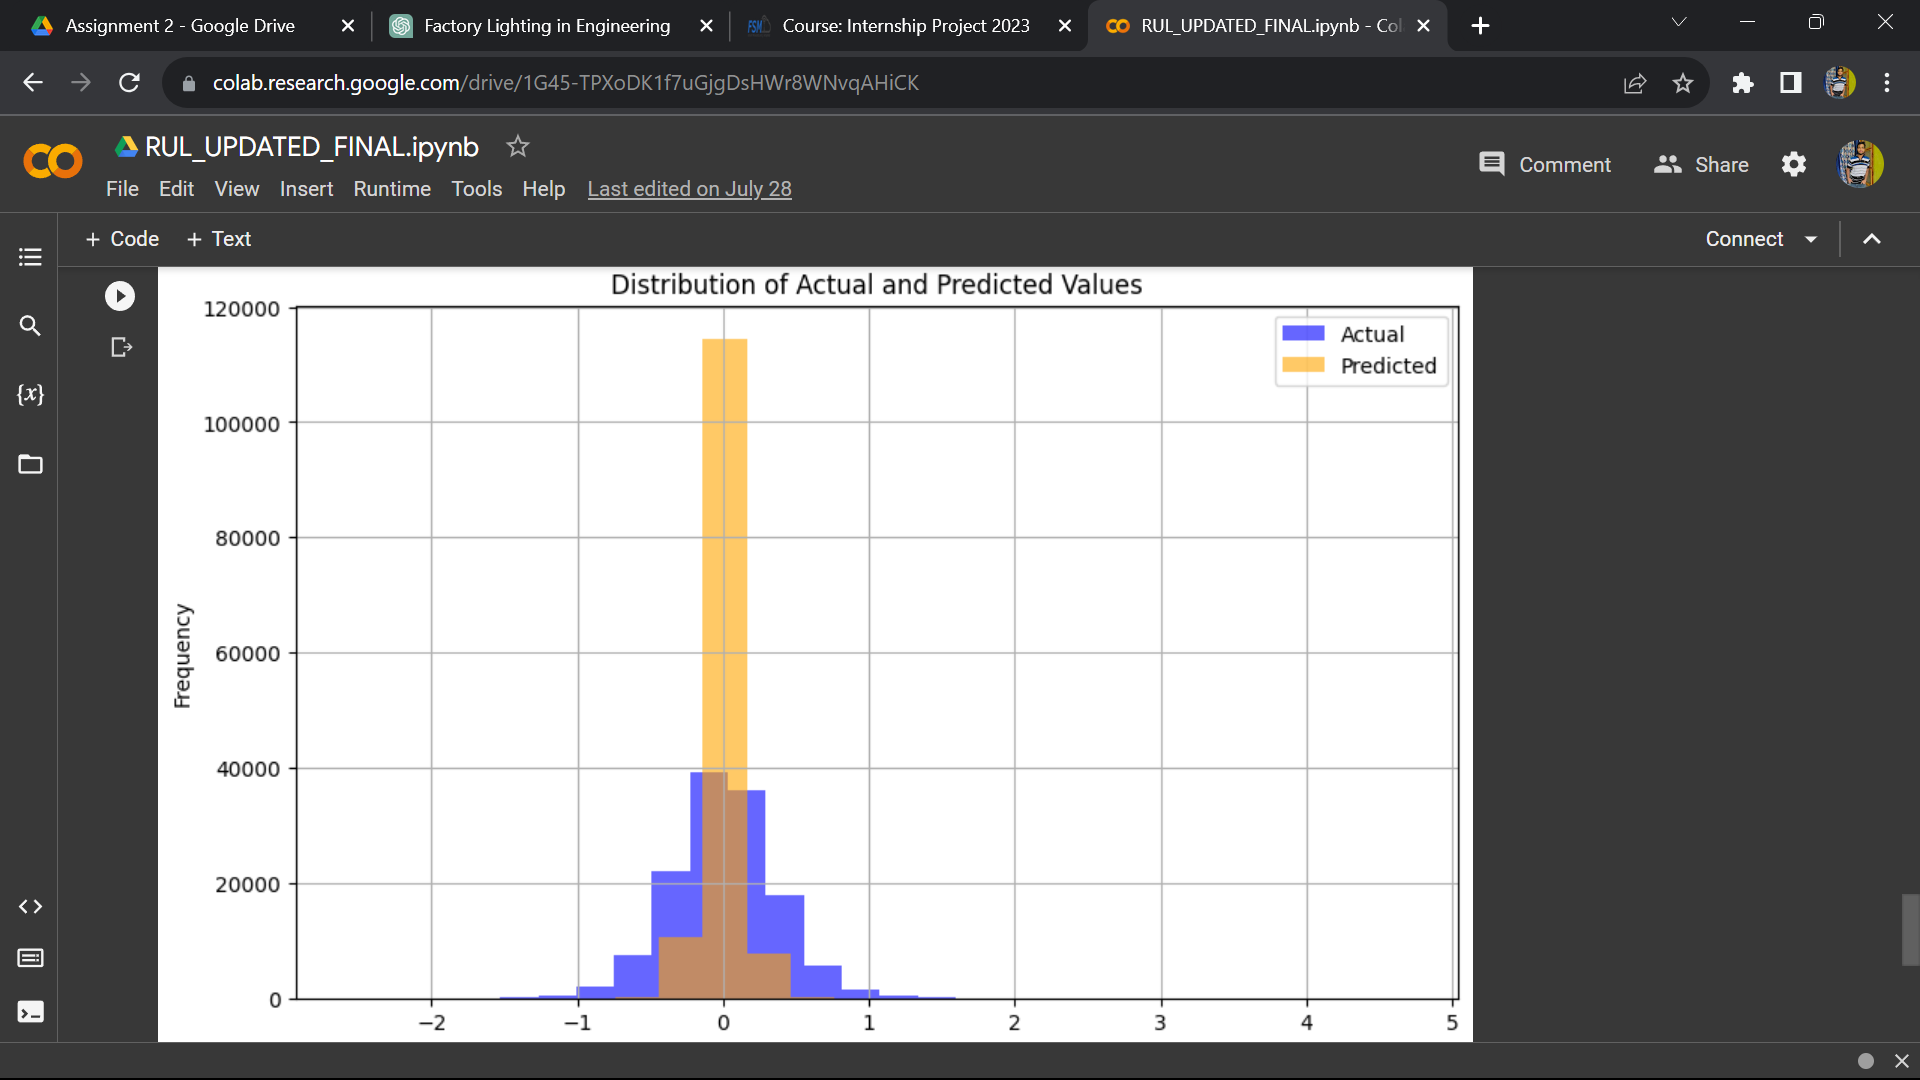 Assignment 2 - Google Drive
Factory Lighting in Engineering
FSM
Course: Internship Project 2023
RUL_UPDATED_FINAL.ipynb - Col
colab.research.google.com/drive/1G45-TPXoDK1f7uGjgDsHWr8WNvqAHiCK
RUL_UPDATED_FINAL.ipynb
Comment
Share
File Edit View Insert Runtime Tools Help Last edited on July 28
+ Code + Text
Connect
{x}
Distribution of Actual and Predicted Values
Actual
Predicted
120000
100000
80000
60000
40000
20000
0
Frequency
−2 −1 0 1 2 3 4 5